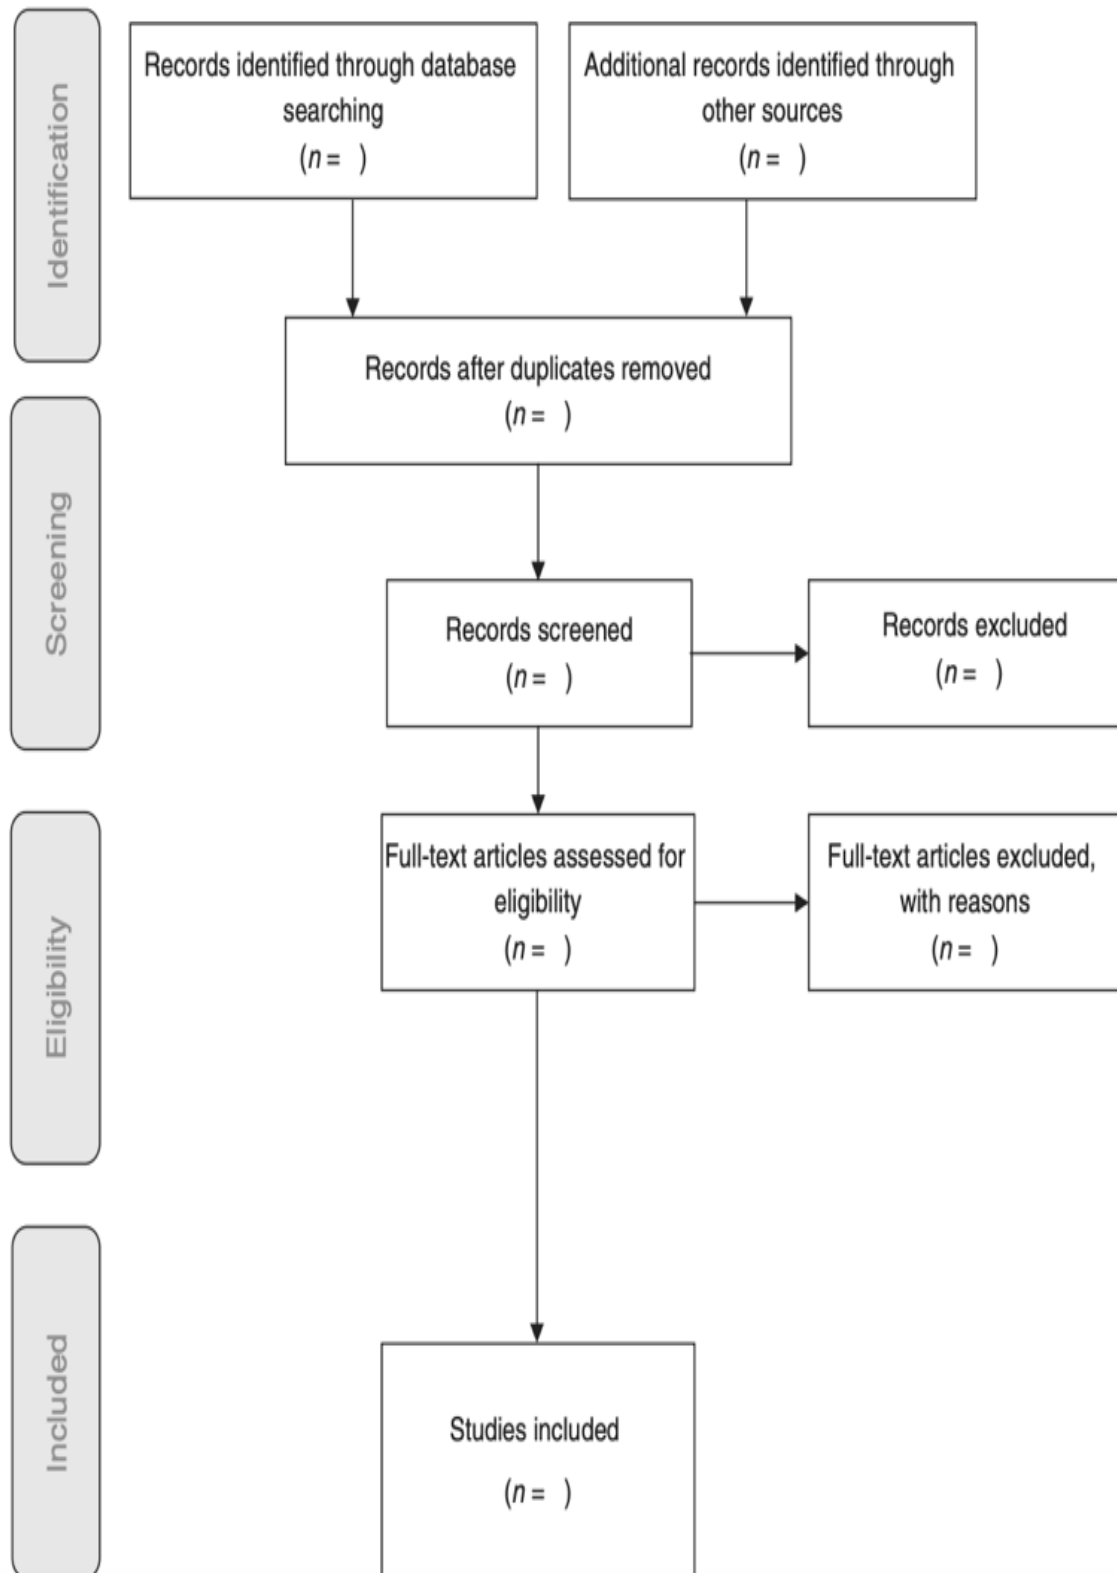 Identification
Records identified through database
searching
(n = )
Additional records identified through
other sources
(n = )
Records after duplicates removed
(n = )
Screening
Records screened
(n = )
Records excluded
(n = )
Eligibility
Full-text articles assessed for
eligibility
(n = )
Full-text articles excluded,
with reasons
(n = )
Included
Studies included
(n = )